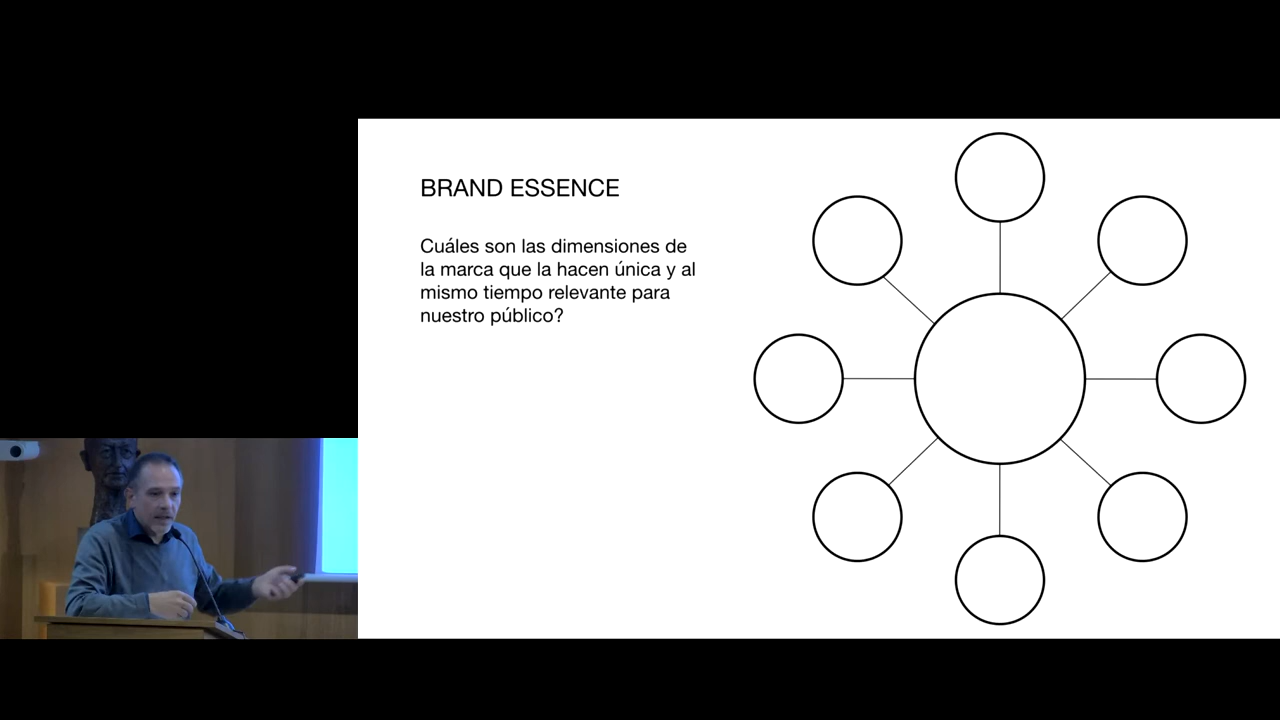 BRAND ESSENCE
Cuáles son las dimensiones de
la marca que la hacen única y al
mismo tiempo relevante para
nuestro público?